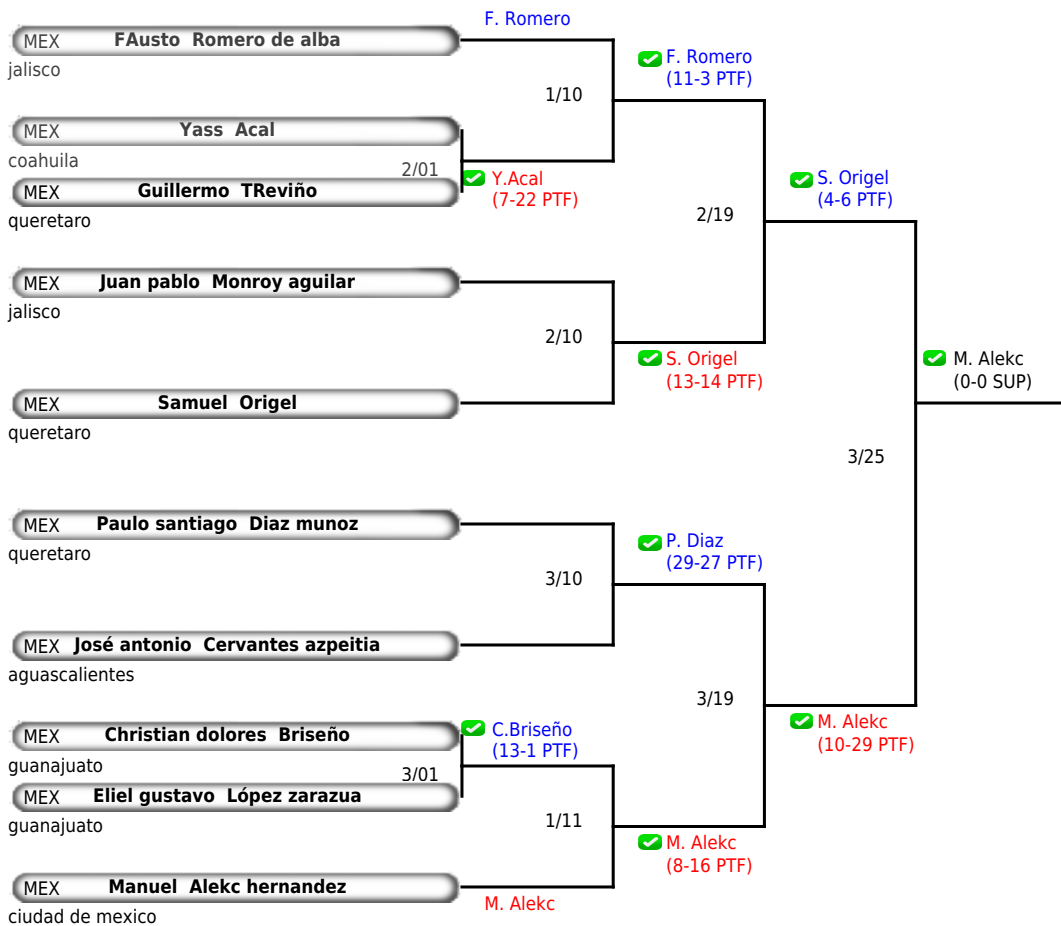 F. Romero
MEX FAusto Romero de alba
jalisco
F. Romero
(11-3 PTF)
1/10
MEX Yass Acal
coahuila
2/01
MEX Guillermo TReviño
queretaro
Y.Acal
(7-22 PTF)
S. Origel
(4-6 PTF)
2/19
MEX Juan pablo Monroy aguilar
jalisco
2/10
S. Origel
(13-14 PTF)
M. Alekc
(0-0 SUP)
MEX Samuel Origel
queretaro
3/25
MEX Paulo santiago Diaz munoz
queretaro
P. Diaz
(29-27 PTF)
3/10
MEX José antonio Cervantes azpeitia
aguascalientes
3/19
MEX Christian dolores Briseño
guanajuato
C.Briseño
(13-1 PTF)
M. Alekc
(10-29 PTF)
3/01
MEX Eliel gustavo López zarazua
guanajuato
1/11
M. Alekc
(8-16 PTF)
MEX Manuel Alekc hernandez
ciudad de mexico
M. Alekc